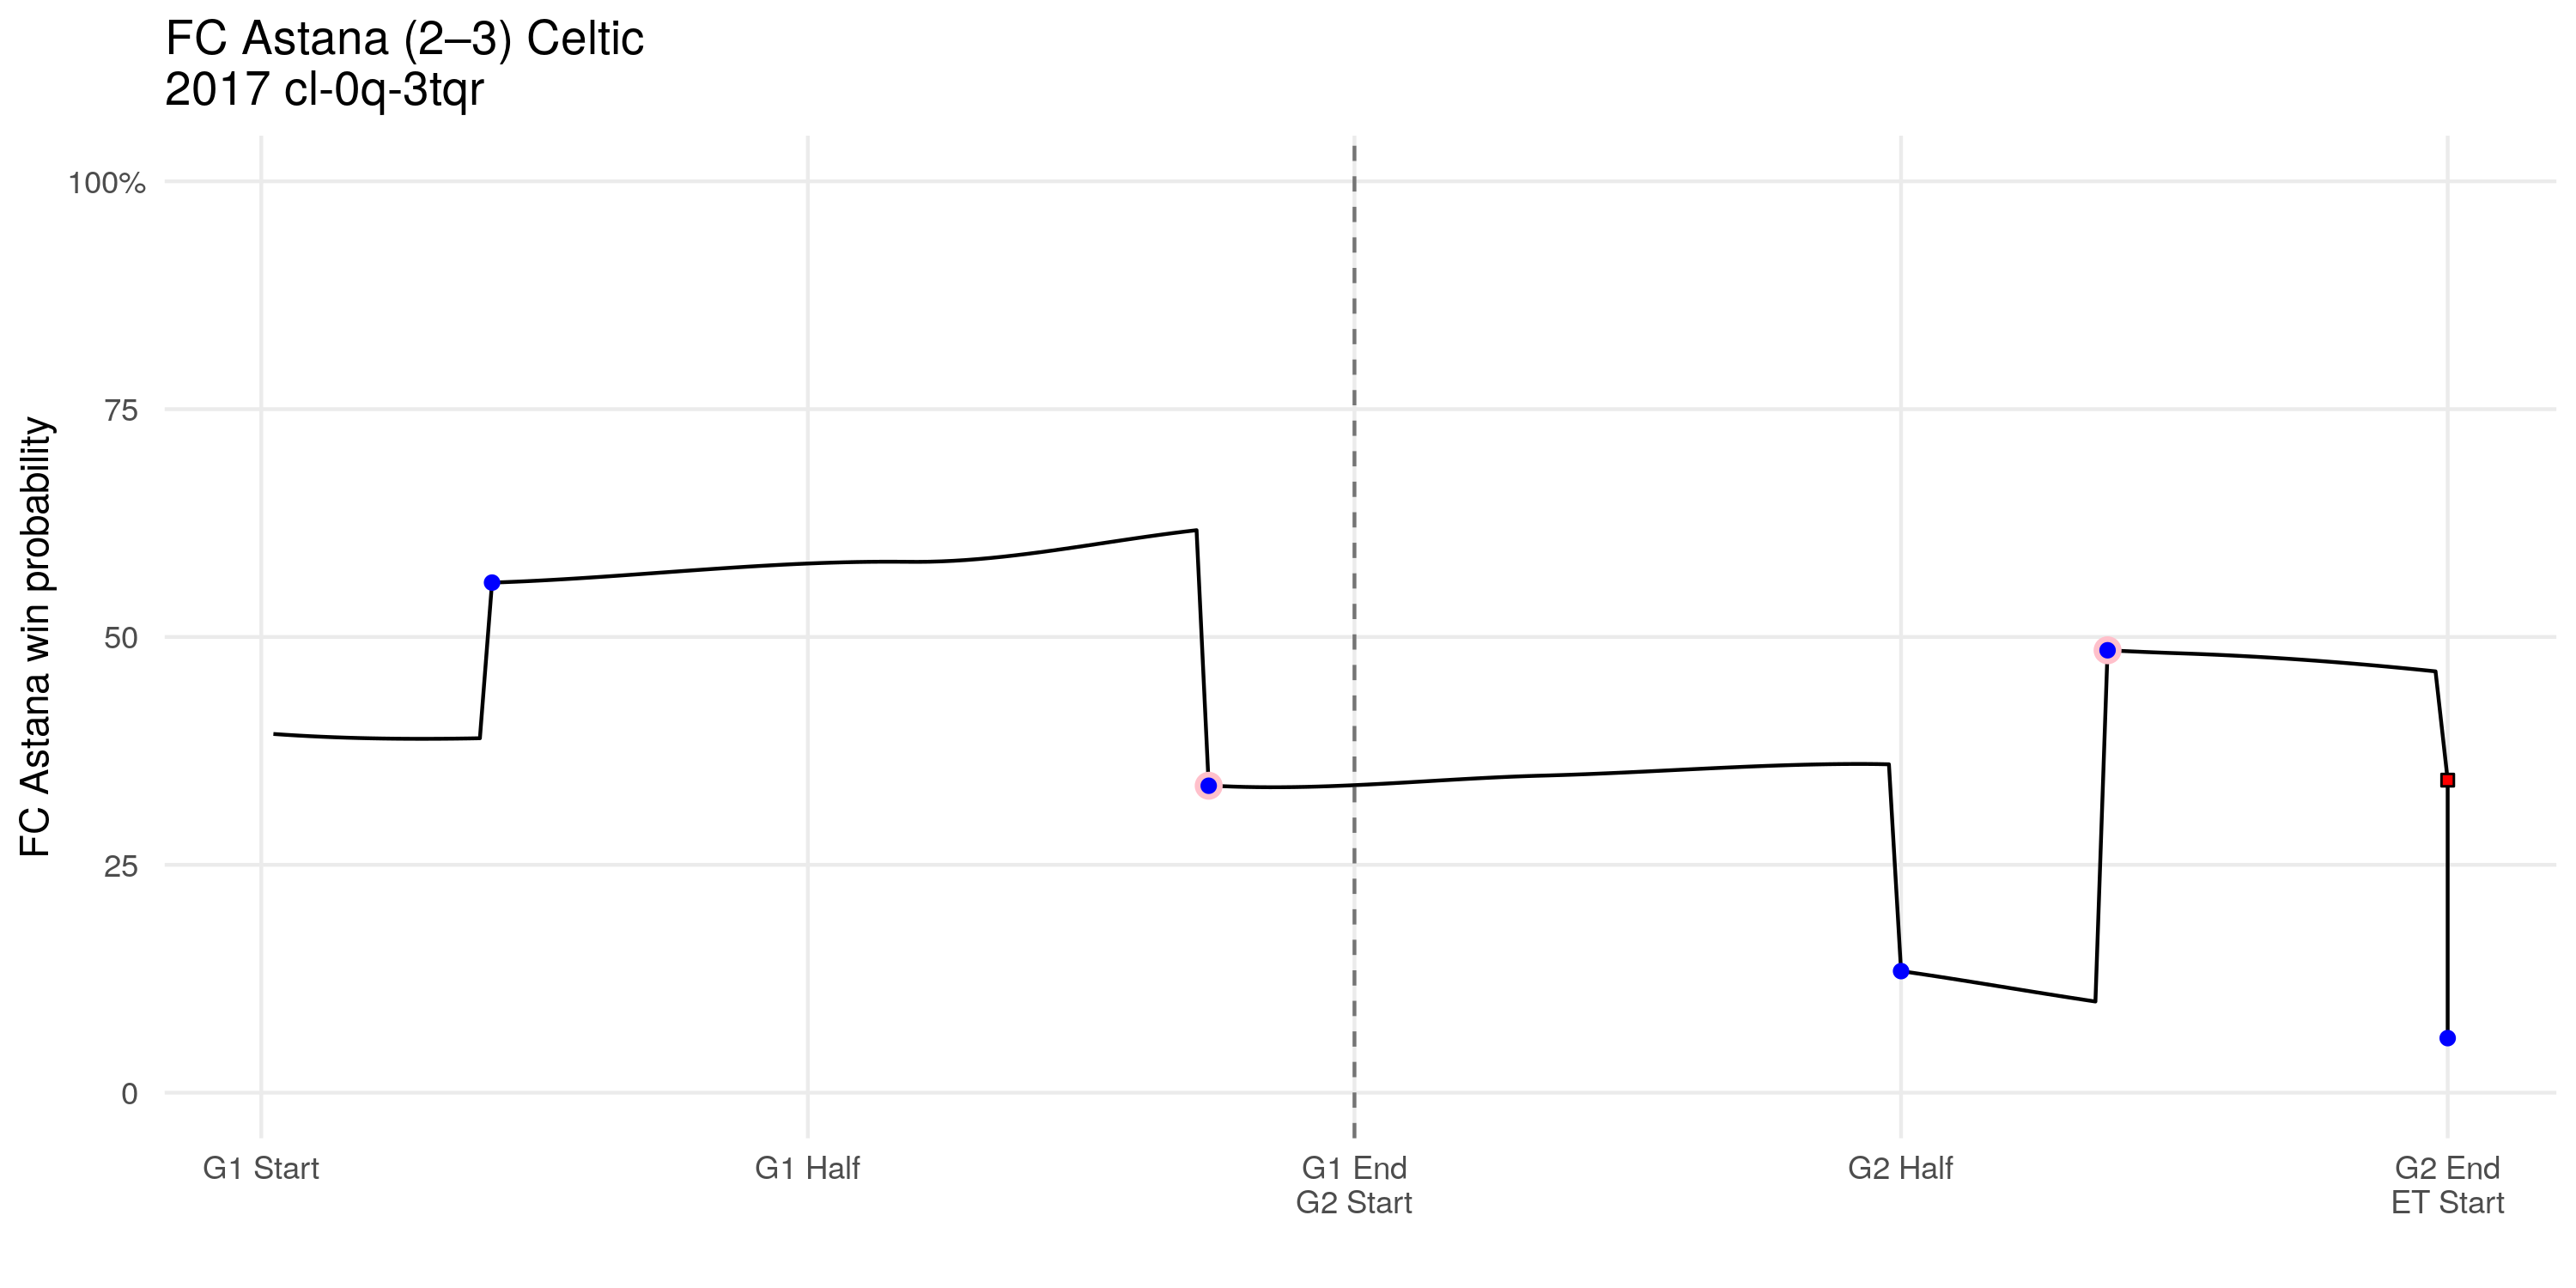 FC Astana (2–3) Celtic
2017 cl-0q-3tqr
FC Astana win probability
100%
75
50
25
0
G1 Start
G1 Half
G1 End
G2 Start
G2 Half
G2 End
ET Start